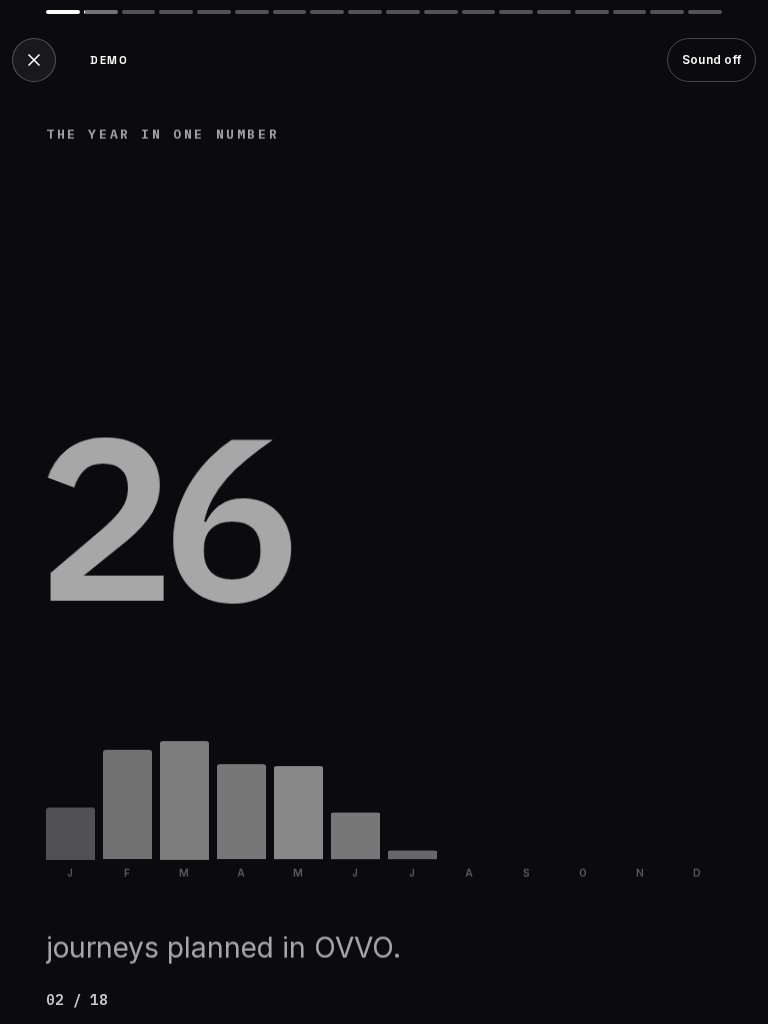 DEMO
Sound off
THE YEAR IN ONE NUMBER
26
J F M A M J J A S O N D
journeys planned in OVVO.
02 / 18